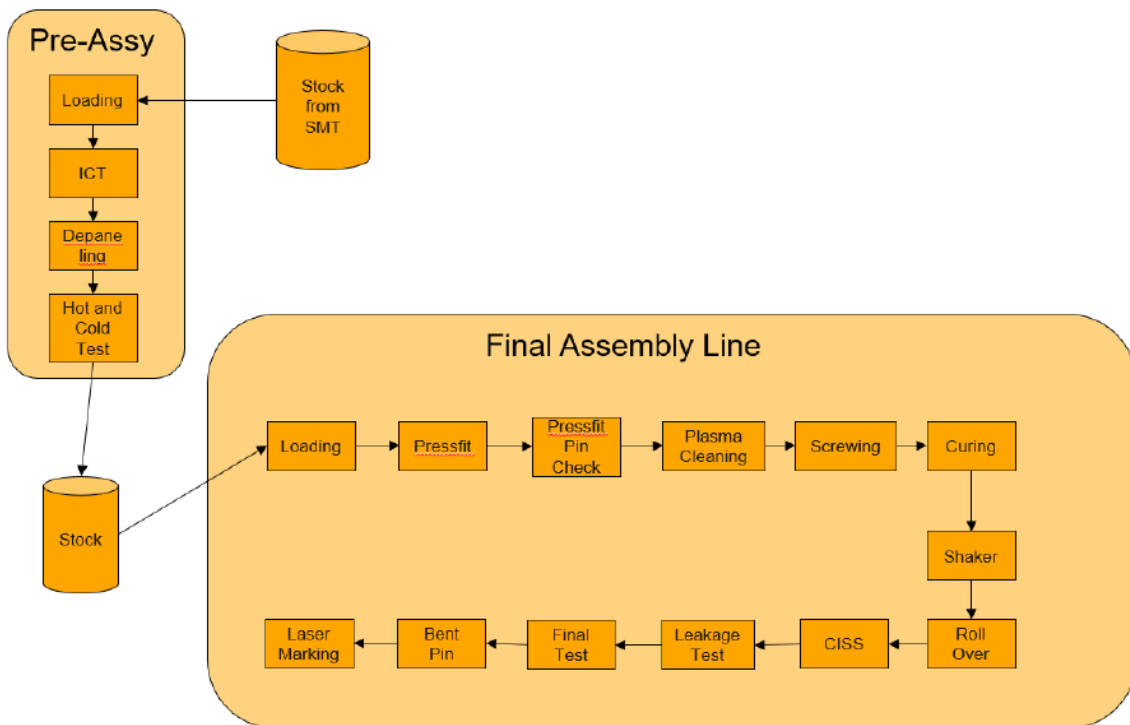 Pre-Assy
Loading
ICT
Depane
ling
Hot and
Cold
Test
Stock
from
SMT
Stock
Final Assembly Line
Loading
Pressfit
Pressfit
Pin
Check
Plasma
Cleaning
Screwing
Curing
Shaker
Roll
Over
CISS
Leakage
Test
Final
Test
Bent
Pin
Laser
Marking